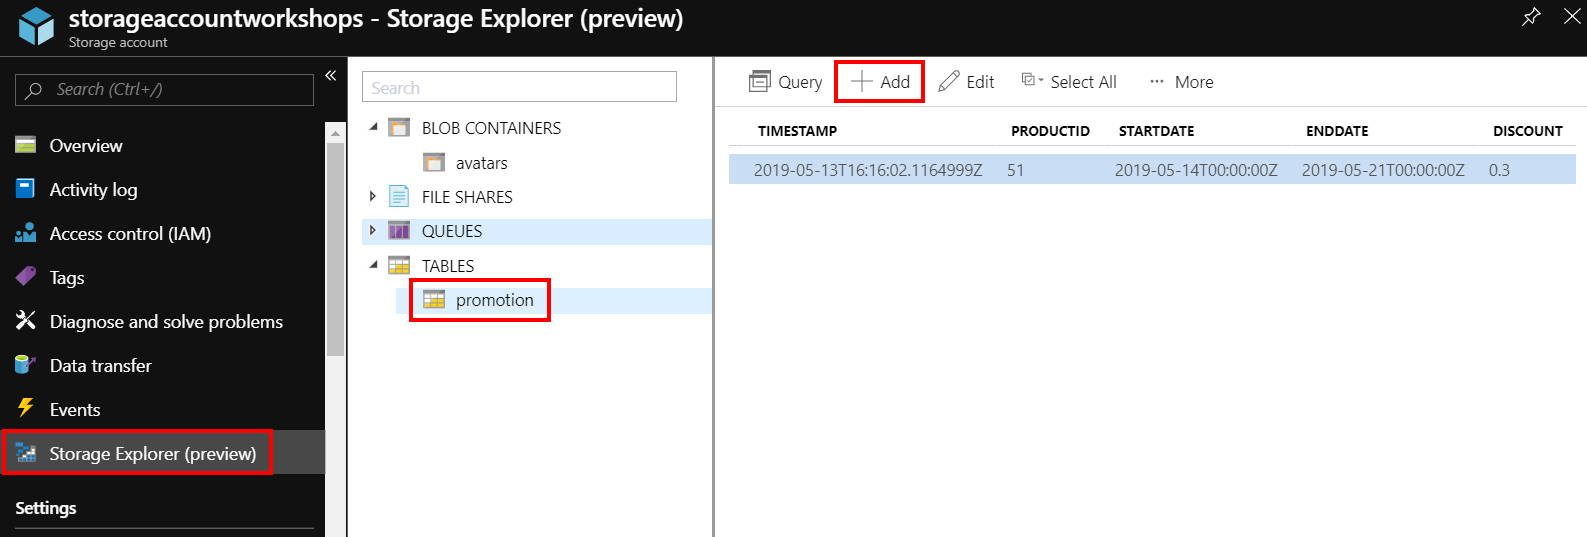 storageaccountworkshops - Storage Explorer (preview)
Storage account
Search (Ctrl+/)
«
Overview
Activity log
Access control (IAM)
Tags
Diagnose and solve problems
Data transfer
Events
Storage Explorer (preview)
Settings
Search
BLOB CONTAINERS
avatars
FILE SHARES
QUEUES
TABLES
promotion
Query Add Edit Select All ··· More
TIMESTAMP PRODUCTID STARTDATE ENDDATE DISCOUNT
2019-05-13T16:16:02.1164999Z 51 2019-05-14T00:00:00Z 2019-05-21T00:00:00Z 0.3